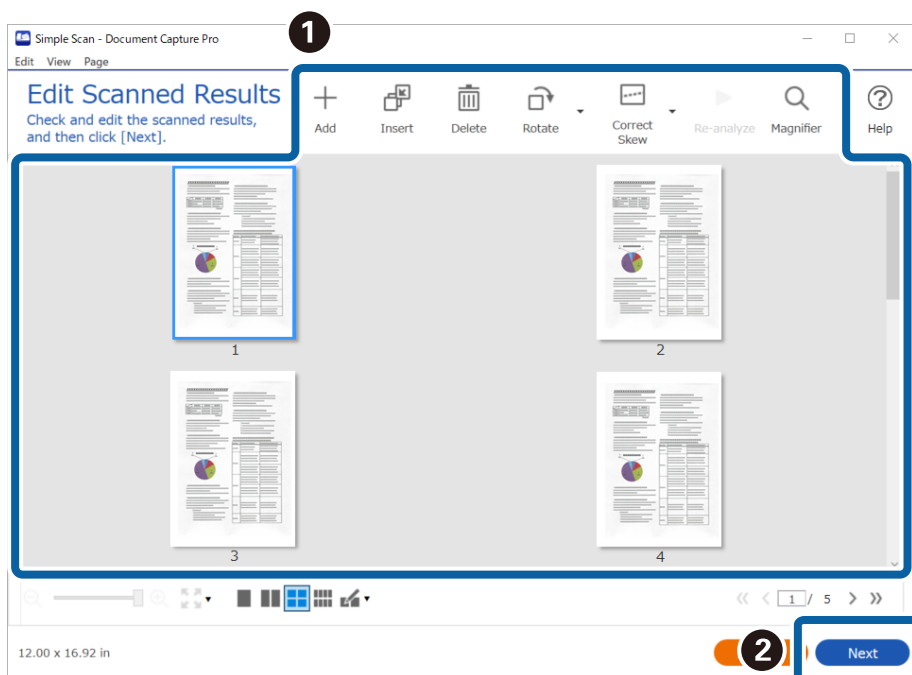 1
Simple Scan - Document Capture Pro
Edit View Page
Edit Scanned Results
Check and edit the scanned results,
and then click [Next].
Add
Insert
Delete
Rotate
Correct
Skew
Re-analyze
Magnifier
Help
1
2
3
4
1 / 5
12.00 x 16.92 in
2
Next